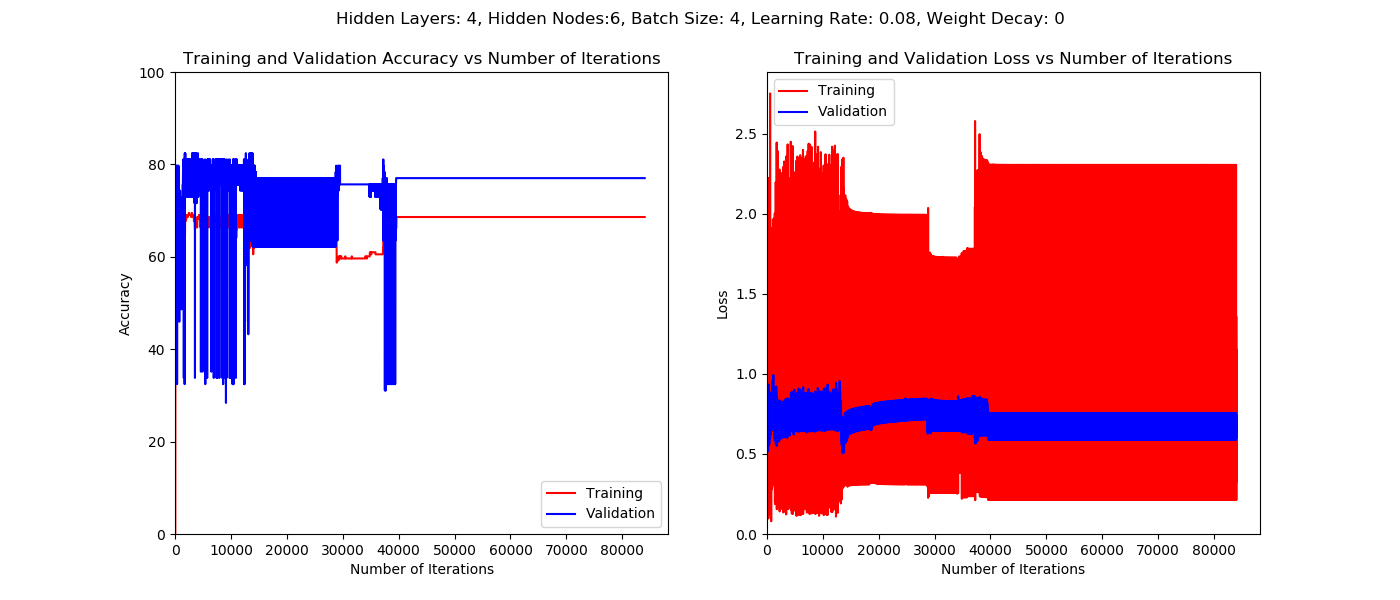 Hidden Layers: 4, Hidden Nodes:6, Batch Size: 4, Learning Rate: 0.08, Weight Decay: 0
Training and Validation Accuracy vs Number of Iterations
100
80
60
40
20
0
Accuracy
0 10000 20000 30000 40000 50000 60000 70000 80000
Number of Iterations
Training
Validation
Training and Validation Loss vs Number of Iterations
Training
Validation
2.5
2.0
1.5
1.0
0.5
0.0
Loss
0 10000 20000 30000 40000 50000 60000 70000 80000
Number of Iterations